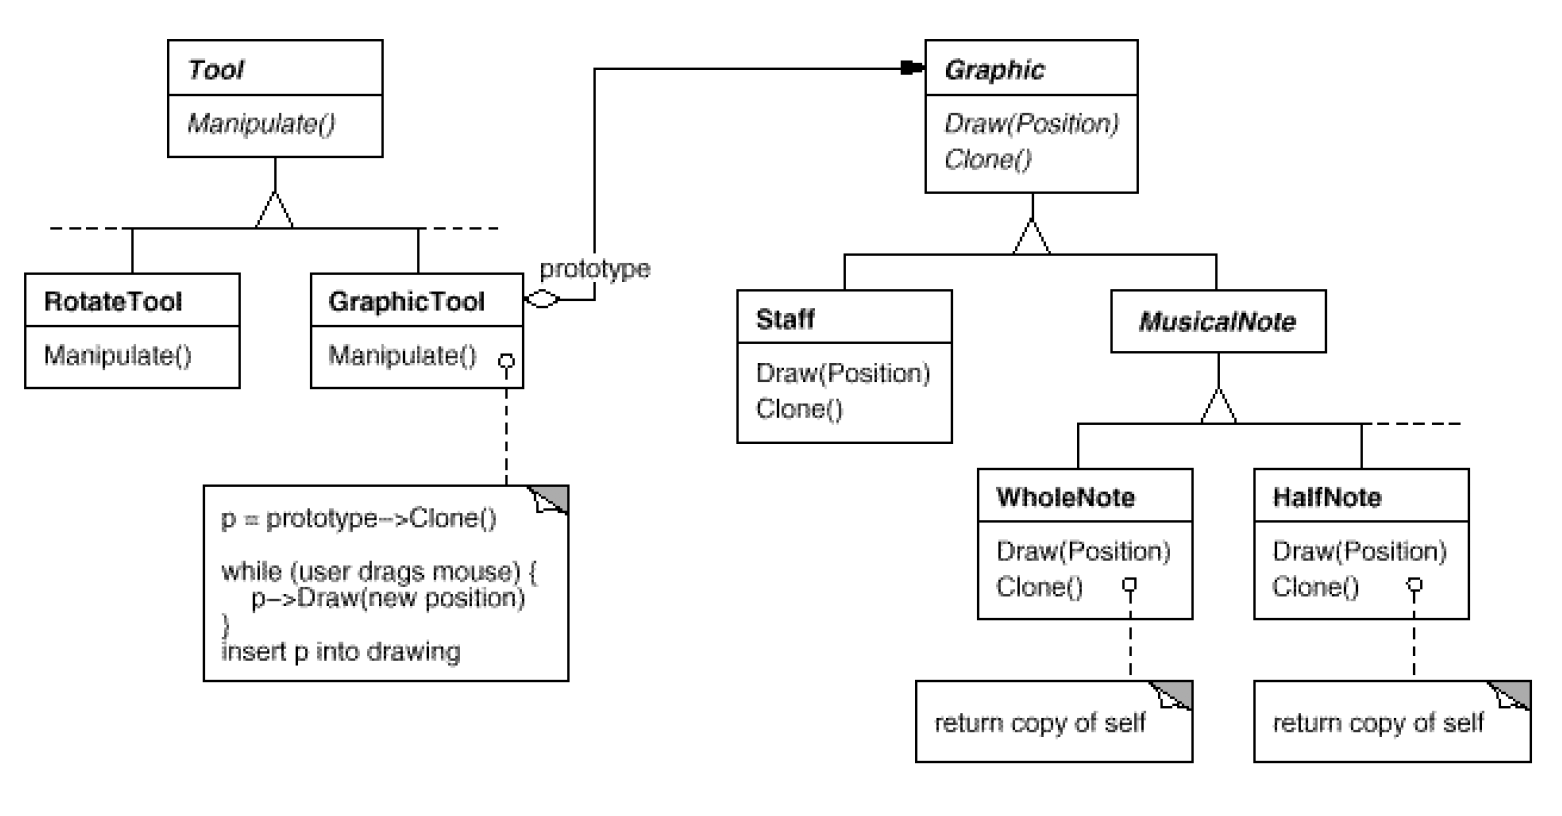 Tool
Manipulate()
RotateTool
Manipulate()
GraphicTool
Manipulate()
prototype
p = prototype–>Clone()
while (user drags mouse) {
p–>Draw(new position)
}
insert p into drawing
Graphic
Draw(Position)
Clone()
Staff
Draw(Position)
Clone()
MusicalNote
WholeNote
Draw(Position)
Clone()
return copy of self
HalfNote
Draw(Position)
Clone()
return copy of self